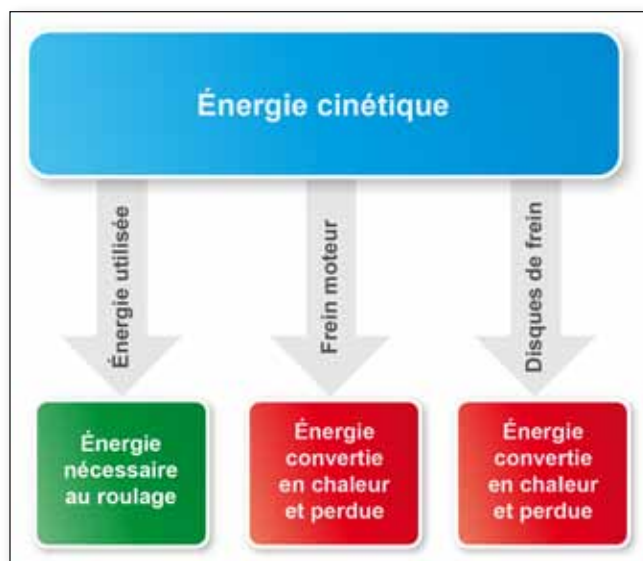 Énergie cinétique
Énergie utilisée
Frein moteur
Disques de frein
Énergie
nécessaire
au roulage
Énergie
convertie
en chaleur
et perdue
Énergie
convertie
en chaleur
et perdue